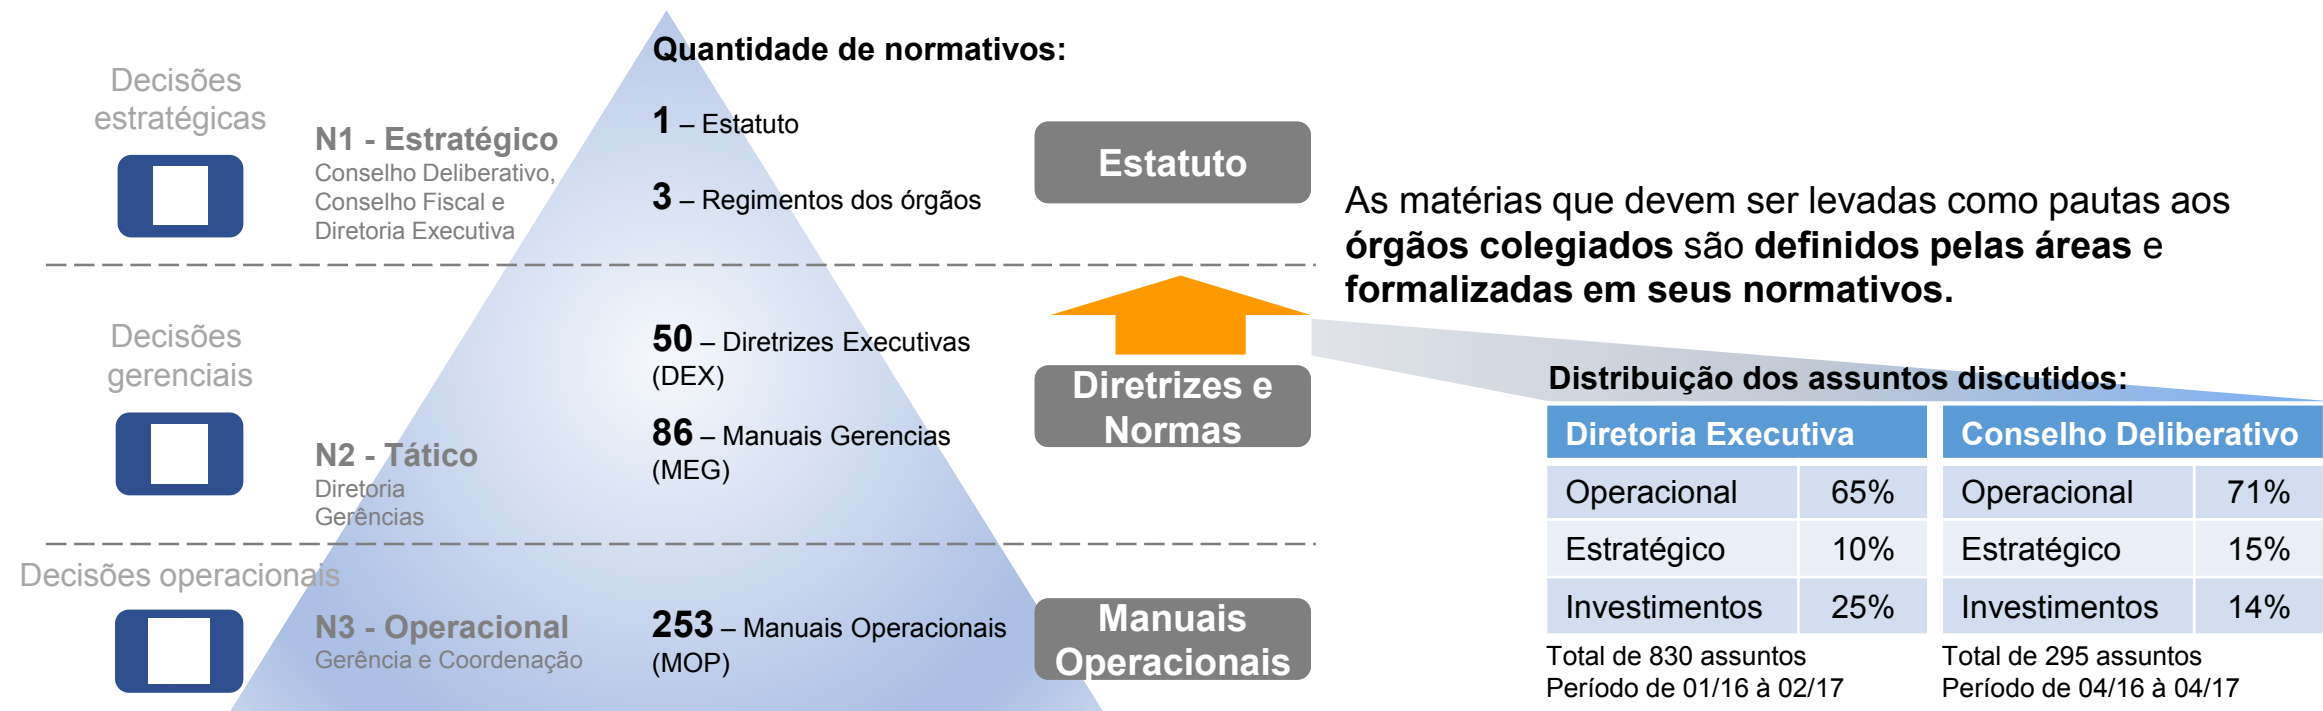 Quantidade de normativos:
Decisões
estratégicas
N1 - Estratégico
Conselho Deliberativo,
Conselho Fiscal e
Diretoria Executiva
1 – Estatuto
3 – Regimentos dos órgãos
Estatuto
As matérias que devem ser levadas como pautas aos
órgãos colegiados são definidos pelas áreas e
formalizadas em seus normativos.
Decisões
gerenciais
N2 - Tático
Diretoria
Gerências
50 – Diretrizes Executivas
(DEX)
86 – Manuais Gerencias
(MEG)
Diretrizes e
Normas
Distribuição dos assuntos discutidos:
Diretoria Executiva
Operacional 65%
Estratégico 10%
Investimentos 25%
Total de 830 assuntos
Período de 01/16 à 02/17
Conselho Deliberativo
Operacional 71%
Estratégico 15%
Investimentos 14%
Total de 295 assuntos
Período de 04/16 à 04/17
Decisões operacionais
N3 - Operacional
Gerência e Coordenação
253 – Manuais Operacionais
(MOP)
Manuais
Operacionais